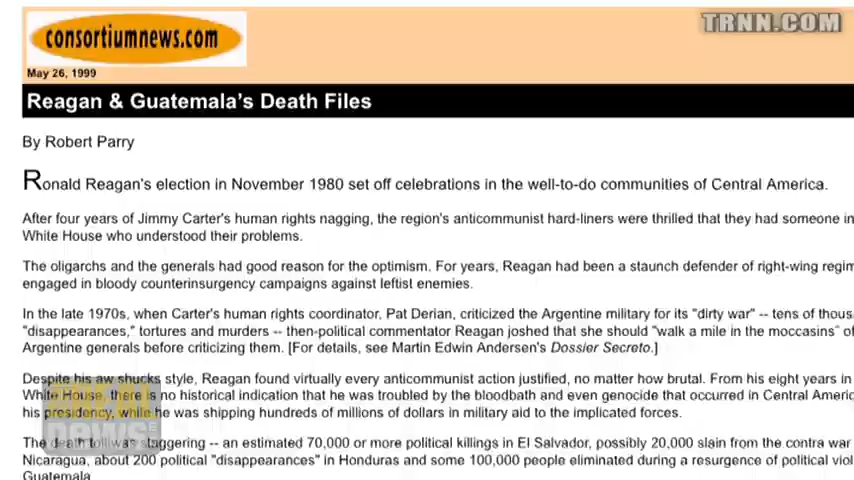 consortiumnews.com
TRNN.COM
May 26, 1999
Reagan & Guatemala's Death Files
By Robert Parry
Ronald Reagan's election in November 1980 set off celebrations in the well-to-do communities of Central America.
After four years of Jimmy Carter's human rights nagging, the region's anticommunist hard-liners were thrilled that they had someone in
White House who understood their problems.
The oligarchs and the generals had good reason for the optimism. For years, Reagan had been a staunch defender of right-wing regim
engaged in bloody counterinsurgency campaigns against leftist enemies.
In the late 1970s, when Carter's human rights coordinator, Pat Derian, criticized the Argentine military for its "dirty war" -- tens of thous
"disappearances," tortures and murders -- then-political commentator Reagan joshed that she should "walk a mile in the moccasins" of
Argentine generals before criticizing them. [For details, see Martin Edwin Andersen's Dossier Secreto.]
Despite his aw shucks style, Reagan found virtually every anticommunist action justified, no matter how brutal. From his eight years in
White House, there is no historical indication that he was troubled by the bloodbath and even genocide that occurred in Central Americ
his presidency, while he was shipping hundreds of millions of dollars in military aid to the implicated forces.
The death toll was staggering -- an estimated 70,000 or more political killings in El Salvador, possibly 20,000 slain from the contra war
Nicaragua, about 200 political "disappearances" in Honduras and some 100,000 people eliminated during a resurgence of political viol
Guatemala
news